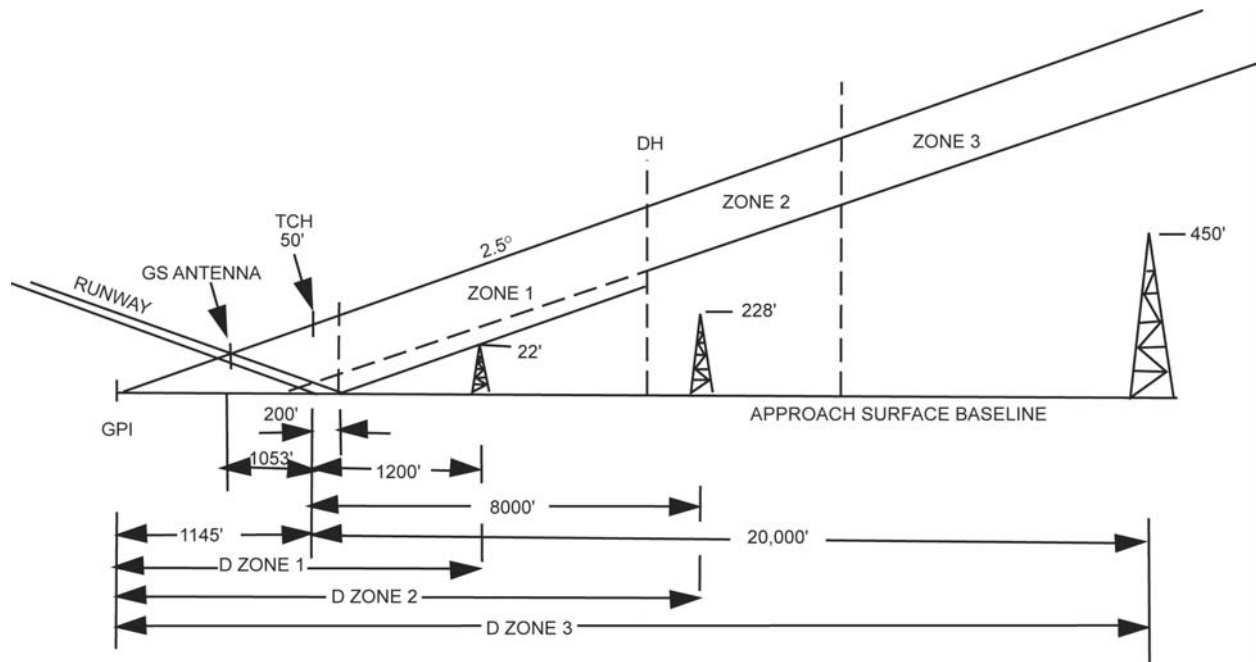 ZONE 3
DH
ZONE 2
TCH
50'
2.5°
450'
GS ANTENNA
RUNWAY
ZONE 1
228'
22'
200'
APPROACH SURFACE BASELINE
GPI
1053'
1200'
8000'
1145'
20,000'
D ZONE 1
D ZONE 2
D ZONE 3